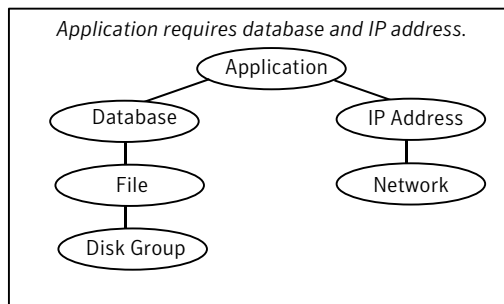 Application requires database and IP address.
Application
Database
IP Address
File
Network
Disk Group